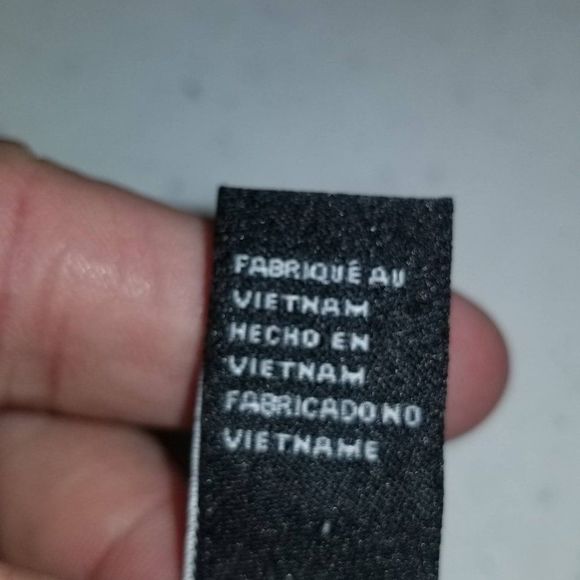 FABRIQUÉ AU
VIETNAM
HECHO EN
VIETNAM
FABRICADO NO
VIETNAME